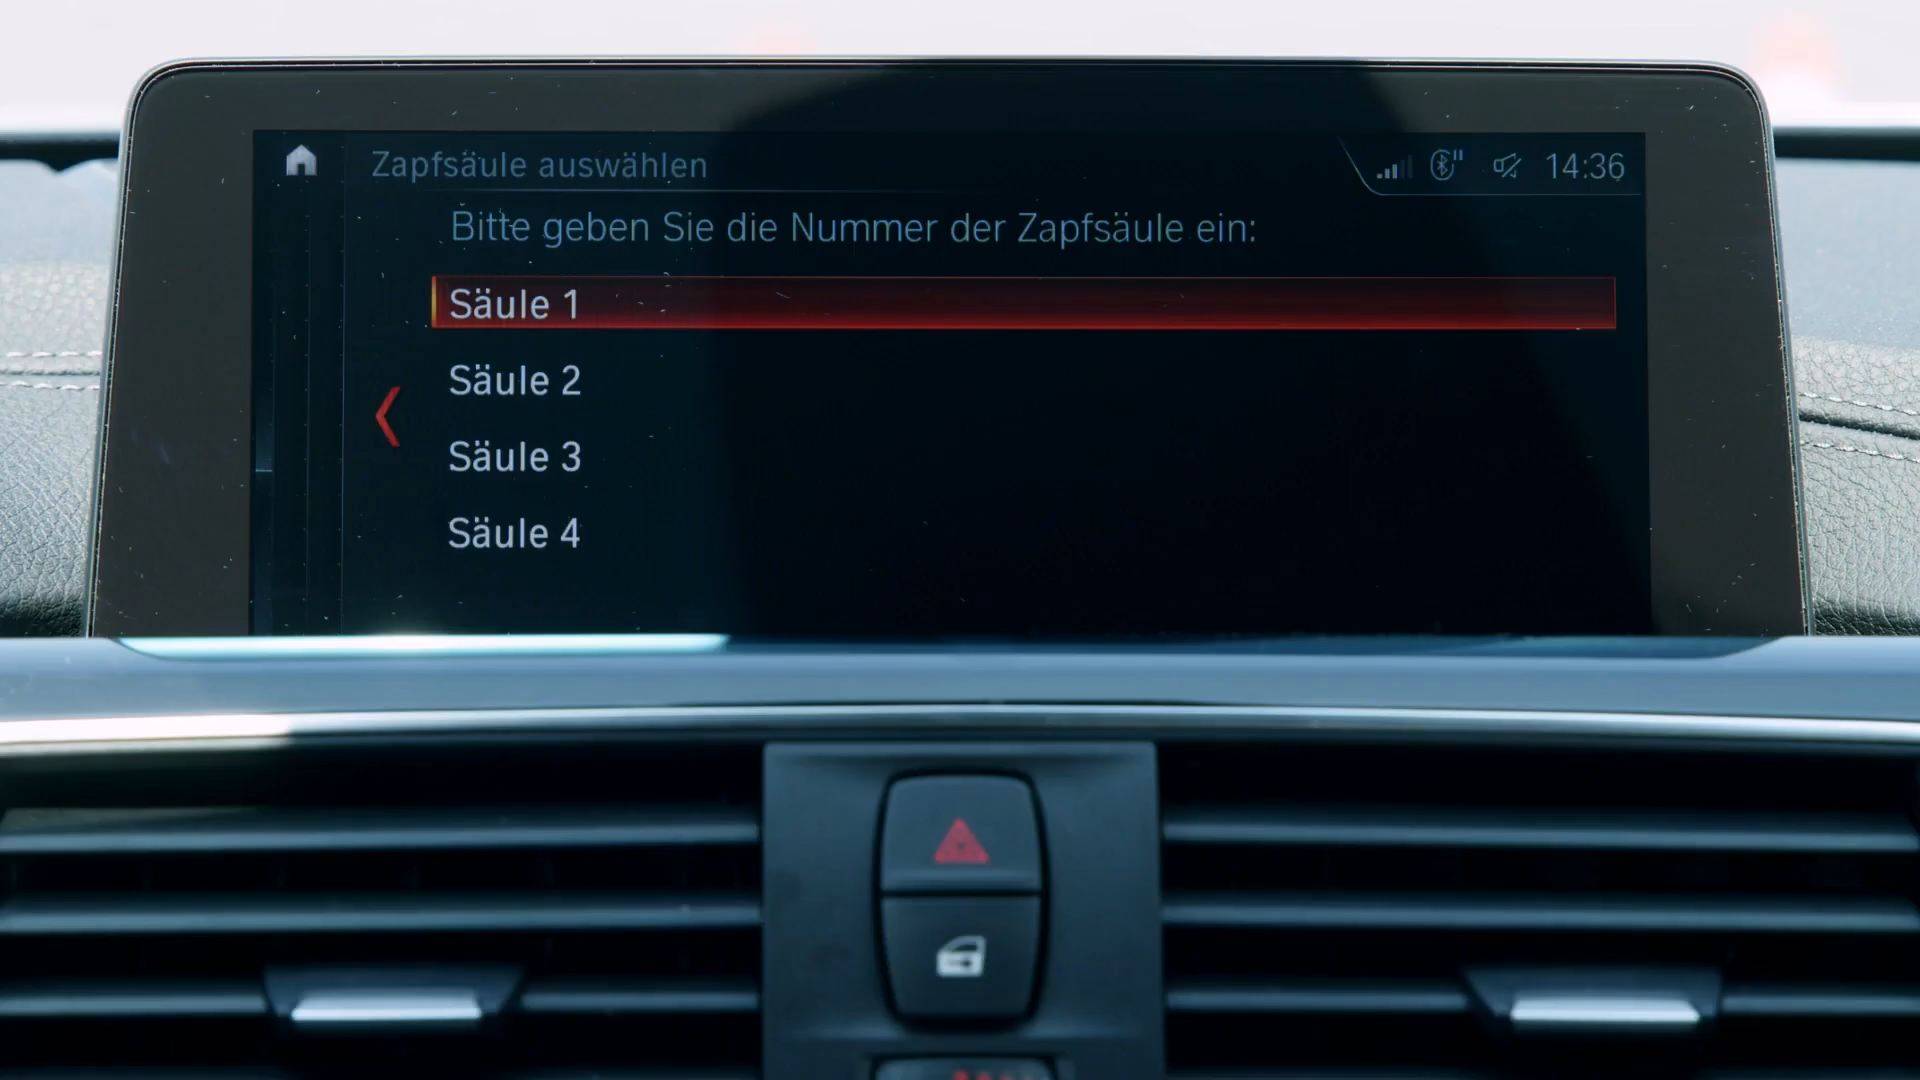 Zapfsäule auswählen
14:36
Bitte geben Sie die Nummer der Zapfsäule ein:
Säule 1
Säule 2
Säule 3
Säule 4